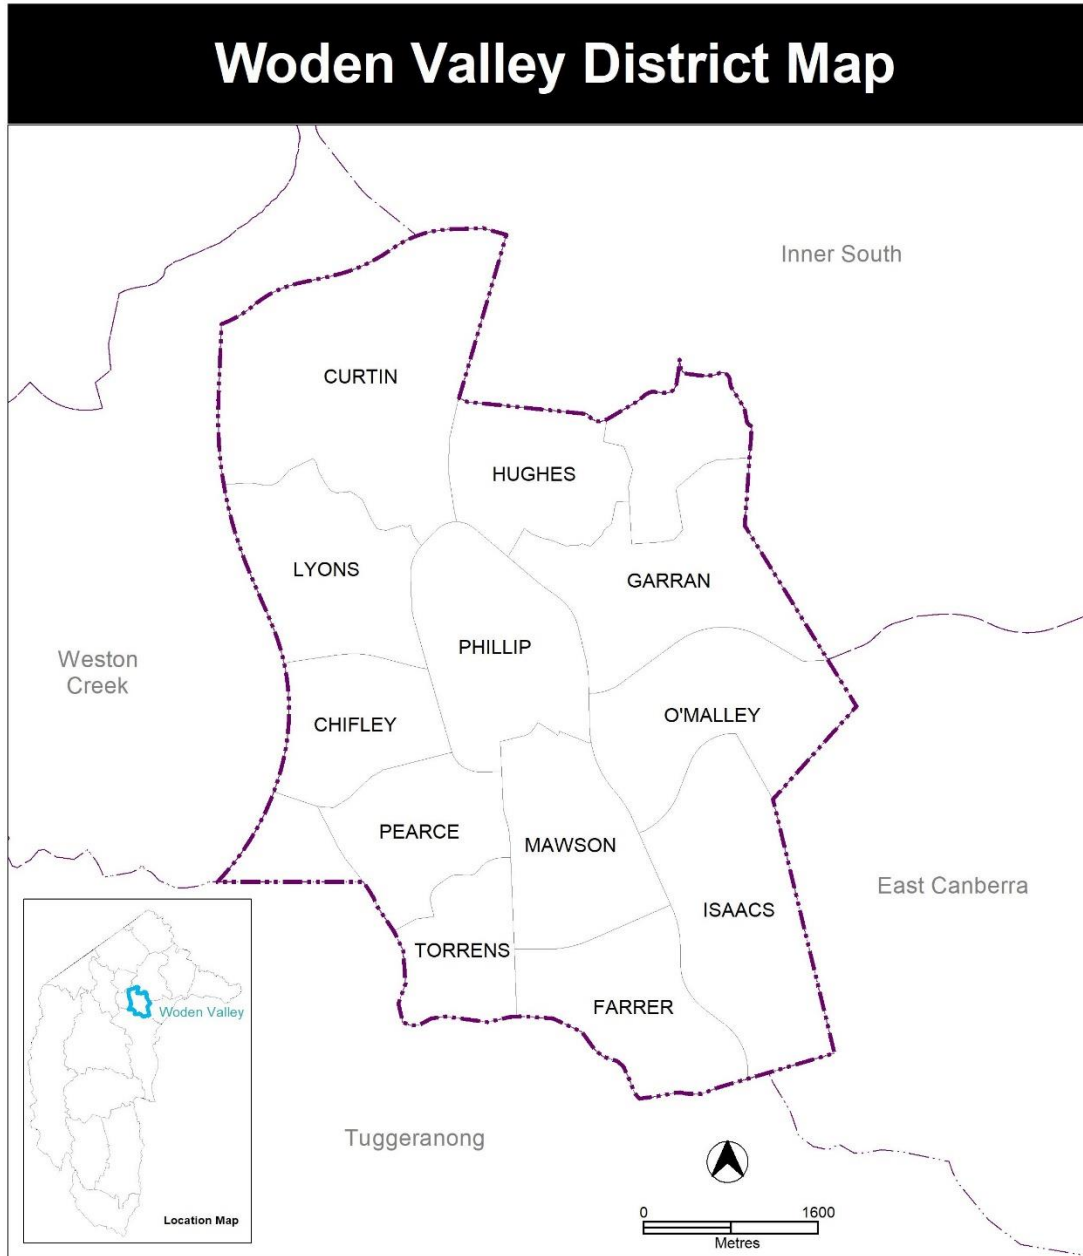 Woden Valley District Map
Inner South
CURTIN
HUGHES
LYONS
GARRAN
PHILLIP
Weston
Creek
O'MALLEY
CHIFLEY
PEARCE
MAWSON
East Canberra
ISAACS
TORRENS
FARRER
Woden Valley
Location Map
Tuggeranong
0 1600
Metres